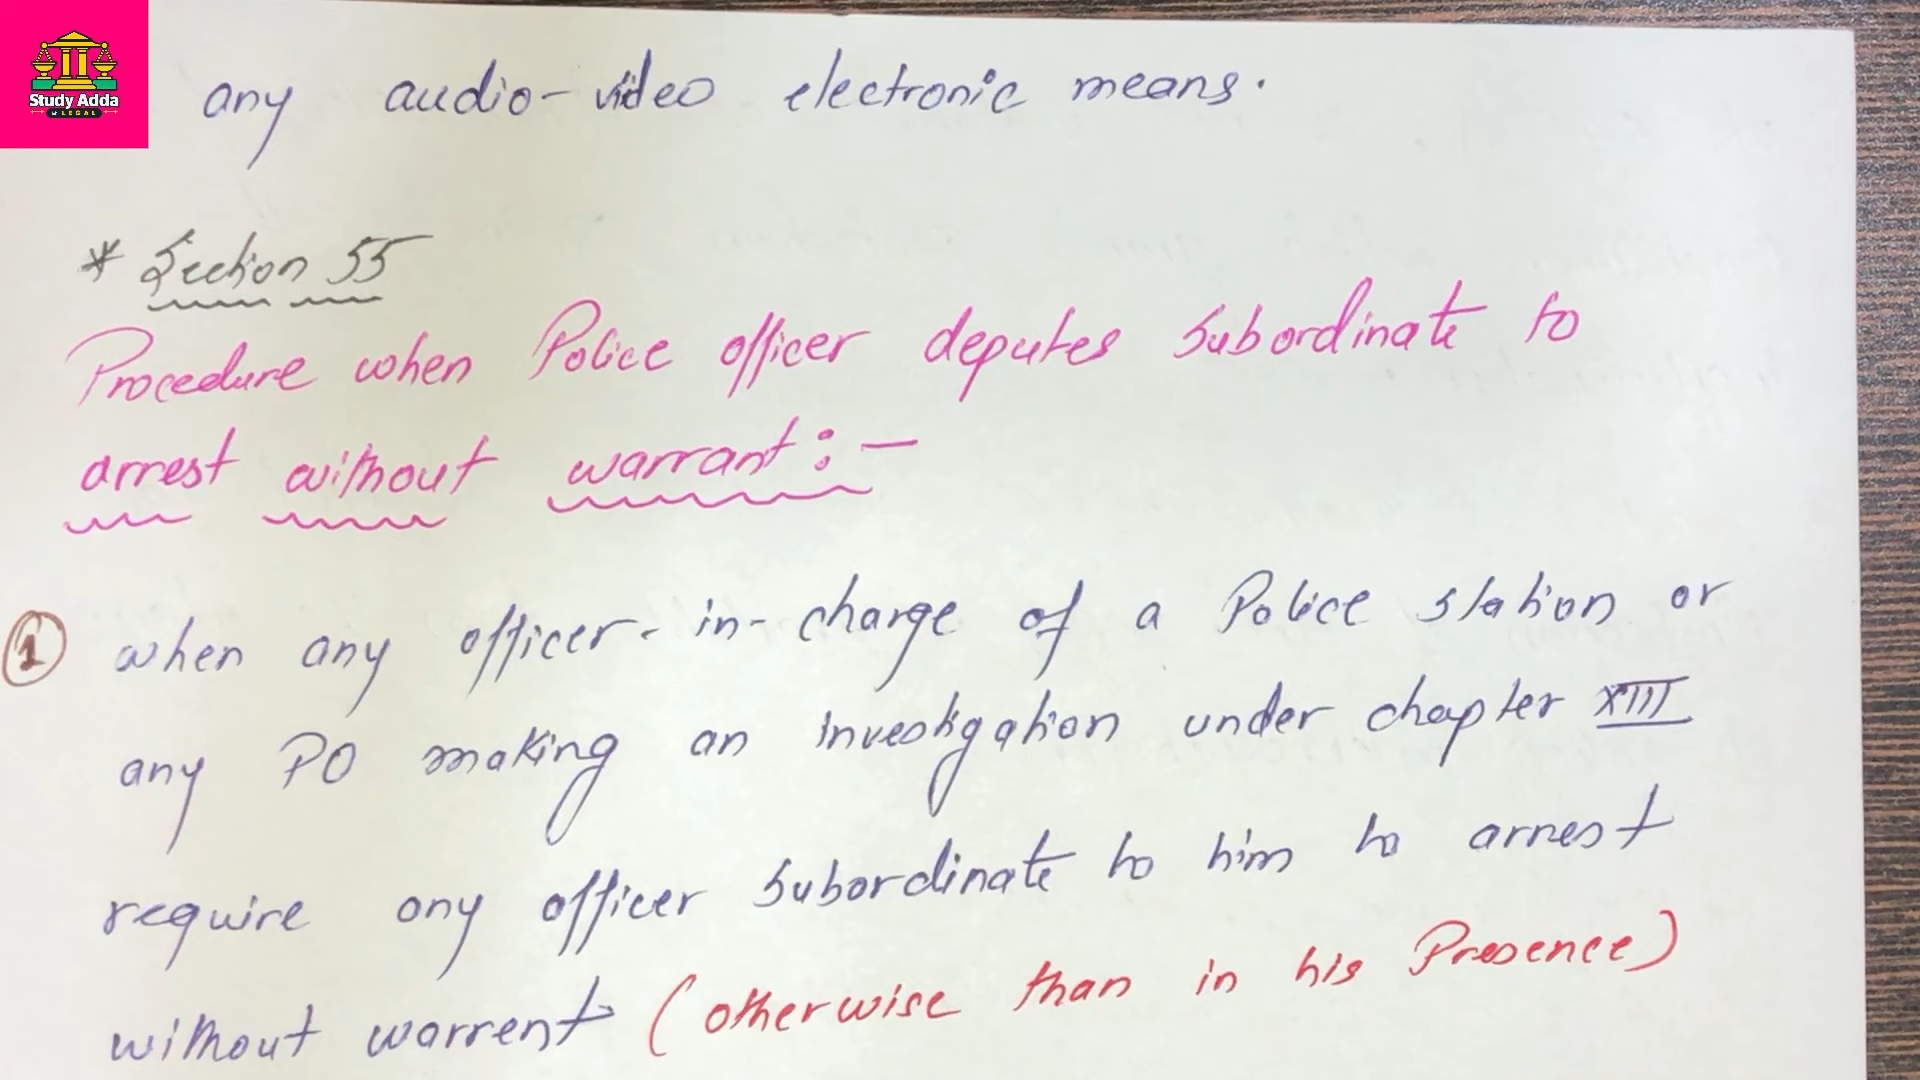 Study Adda
LEGAL
any audio-video electronic means.
* Section 55
Procedure when Police officer deputes subordinate to
arrest without warrant: -
1 when any officer-in-charge of a Police station or
any PO making an investigation under chapter XIII
require any officer subordinate to him to arrest
without warrent (otherwise than in his Presence)